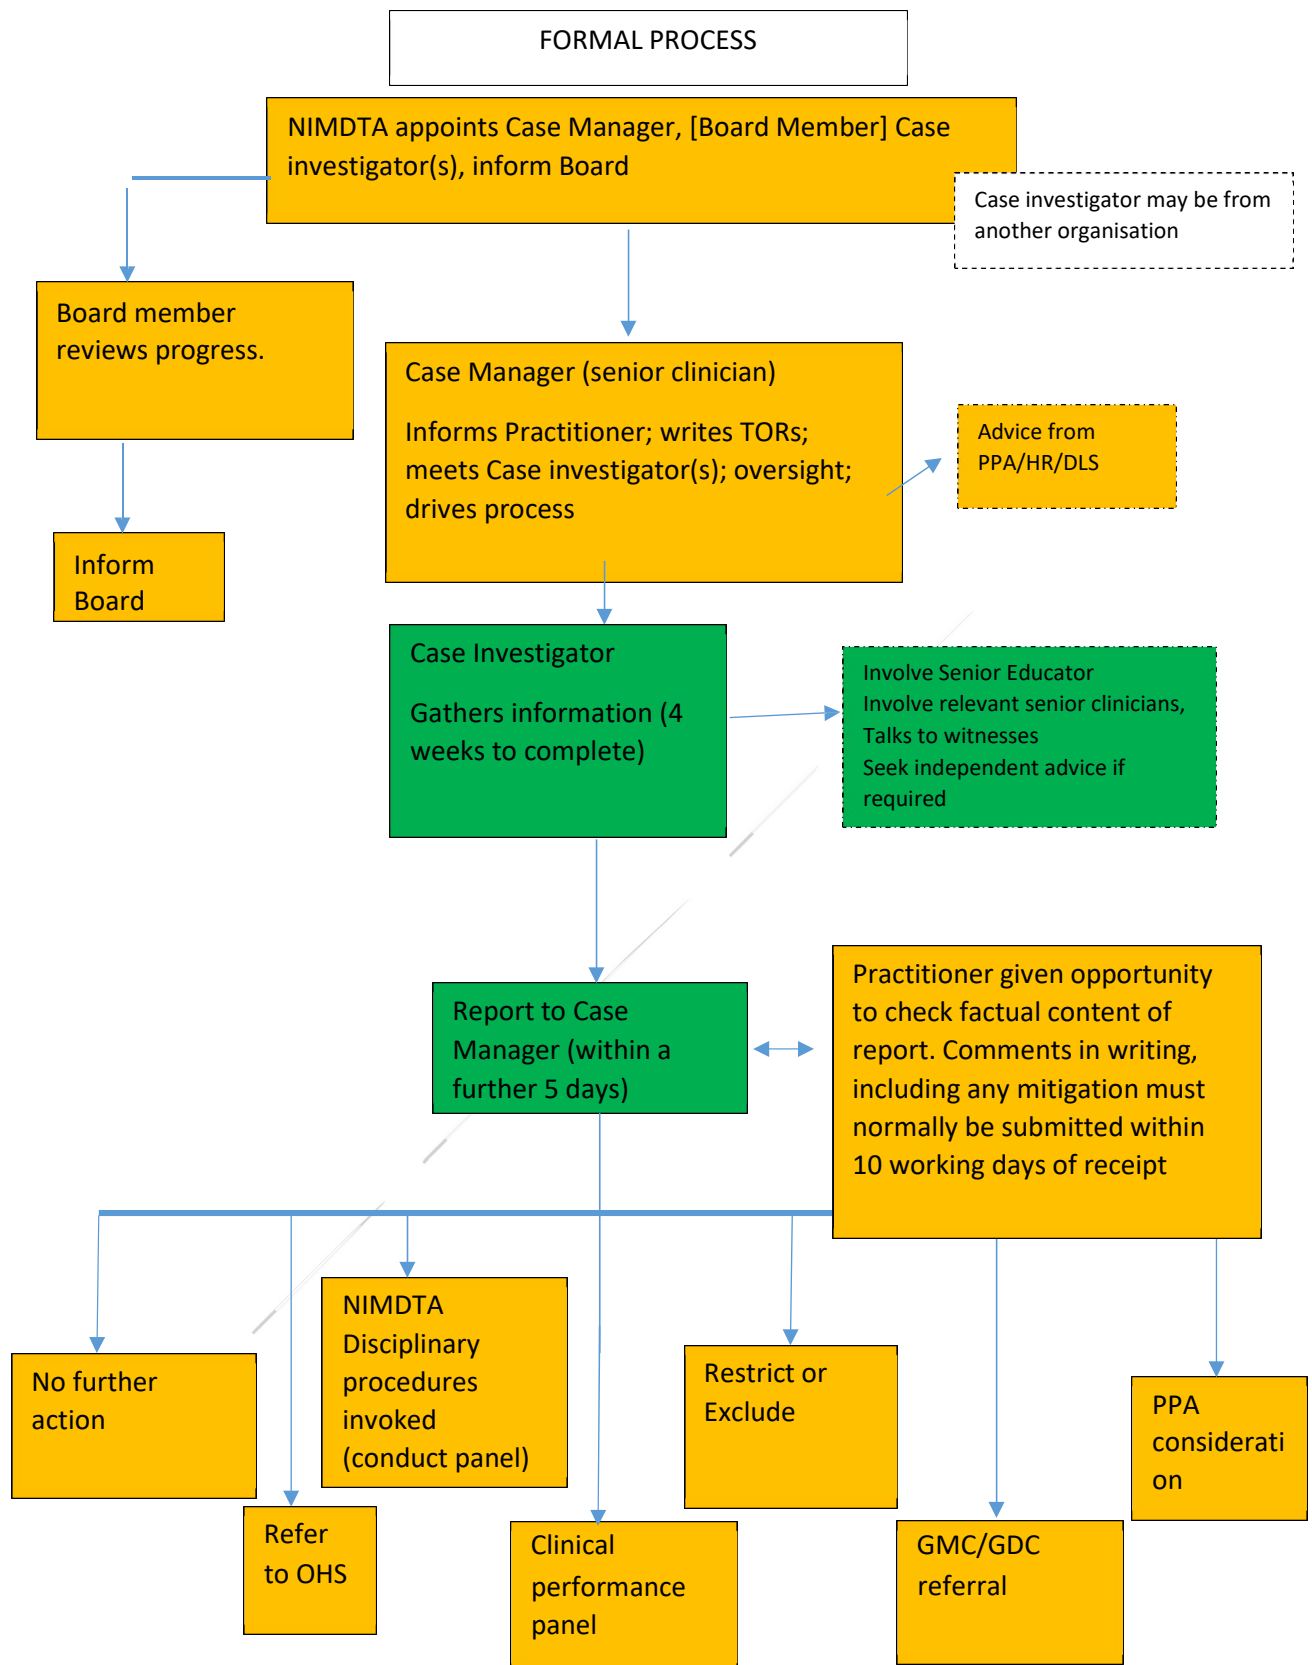 FORMAL PROCESS
NIMDTA appoints Case Manager, [Board Member] Case
investigator(s), inform Board
Case investigator may be from
another organisation
Board member
reviews progress.
Case Manager (senior clinician)
Informs Practitioner; writes TORs;
meets Case investigator(s); oversight;
drives process
Advice from
PPA/HR/DLS
Inform
Board
Case Investigator
Gathers information (4
weeks to complete)
Involve Senior Educator
Involve relevant senior clinicians,
Talks to witnesses
Seek independent advice if
required
Report to Case
Manager (within a
further 5 days)
Practitioner given opportunity
to check factual content of
report. Comments in writing,
including any mitigation must
normally be submitted within
10 working days of receipt
No further
action
Refer
to OHS
NIMDTA
Disciplinary
procedures
invoked
(conduct panel)
Clinical
performance
panel
Restrict or
Exclude
GMC/GDC
referral
PPA
considerati
on